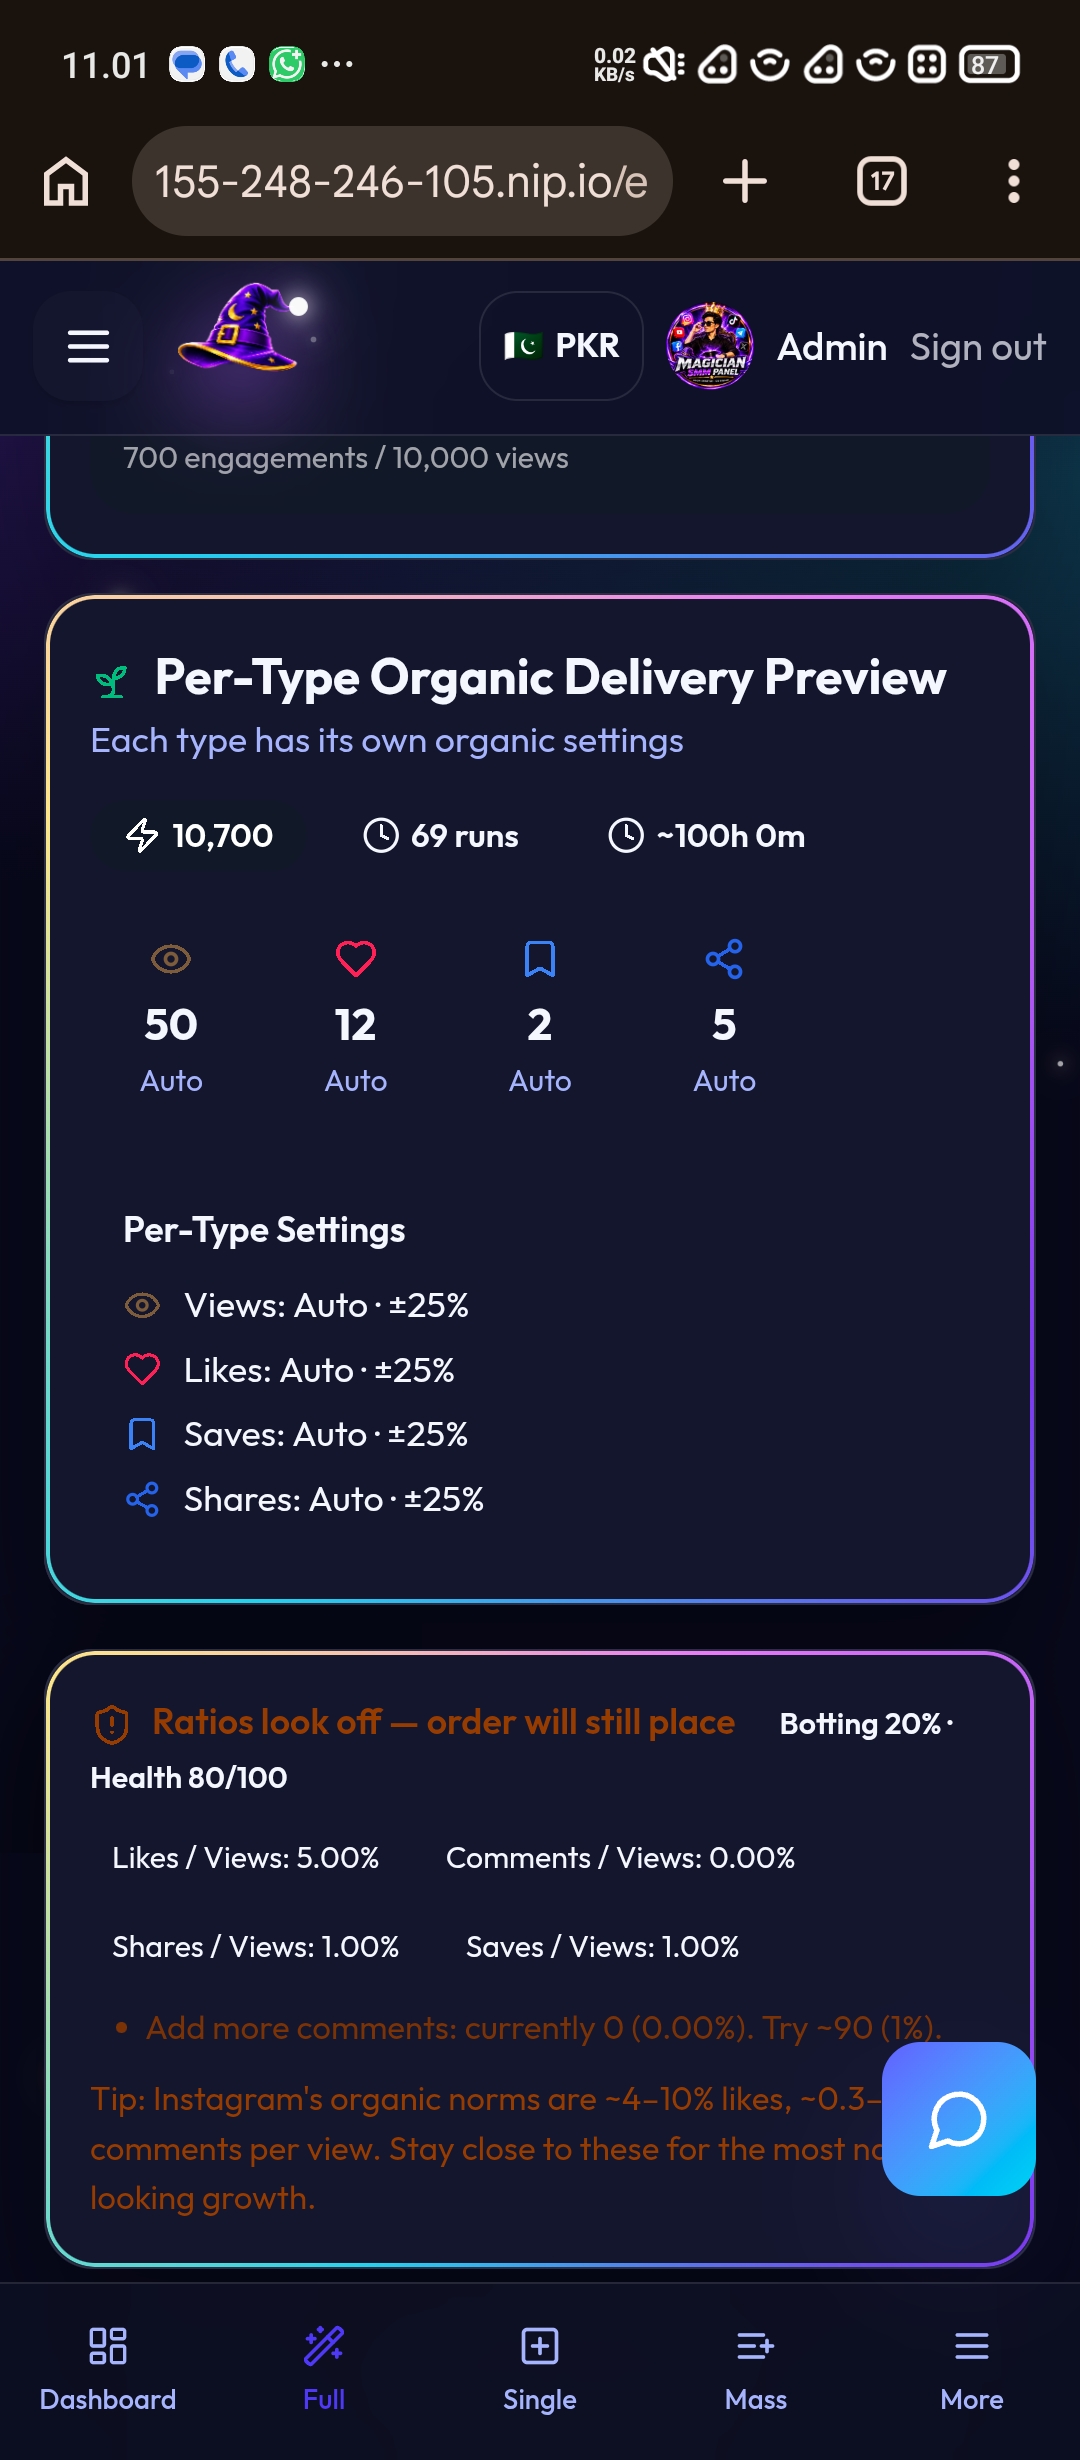 11.01
0.02
KB/s
87
155-248-246-105.nip.io/e
17
PKR
MAGICIAN
SMM PANEL
Admin
Sign out
700 engagements / 10,000 views
Per-Type Organic Delivery Preview
Each type has its own organic settings
10,700
69 runs
~100h 0m
50
12
2
5
Auto
Auto
Auto
Auto
Per-Type Settings
Views: Auto · ±25%
Likes: Auto · ±25%
Saves: Auto · ±25%
Shares: Auto · ±25%
Ratios look off — order will still place
Botting 20% ·
Health 80/100
Likes / Views: 5.00%
Comments / Views: 0.00%
Shares / Views: 1.00%
Saves / Views: 1.00%
• Add more comments: currently 0 (0.00%). Try ~90 (1%).
Tip: Instagram's organic norms are ~4–10% likes, ~0.3–
comments per view. Stay close to these for the most
looking growth.
Dashboard
Full
Single
Mass
More